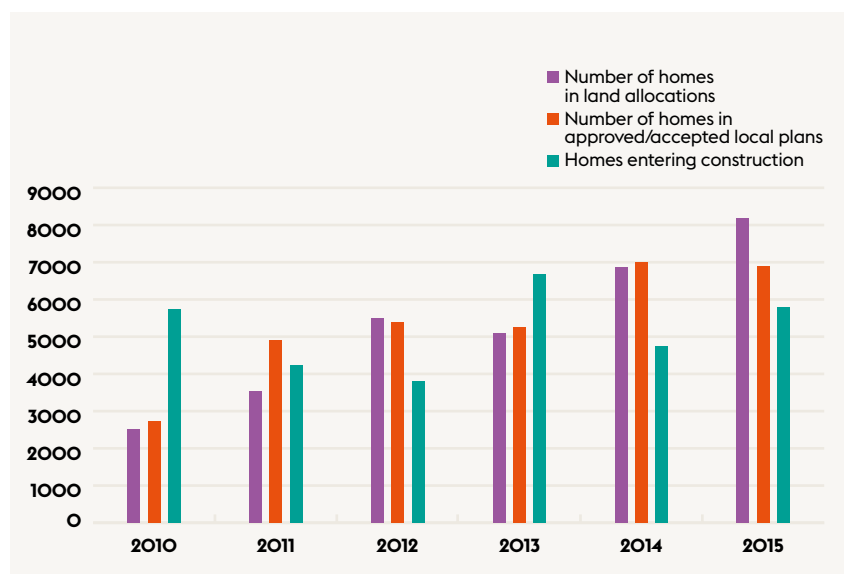 Number of homes
in land allocations
Number of homes in
approved/accepted local plans
Homes entering construction
9000
8000
7000
6000
5000
4000
3000
2000
1000
0
2010 2011 2012 2013 2014 2015